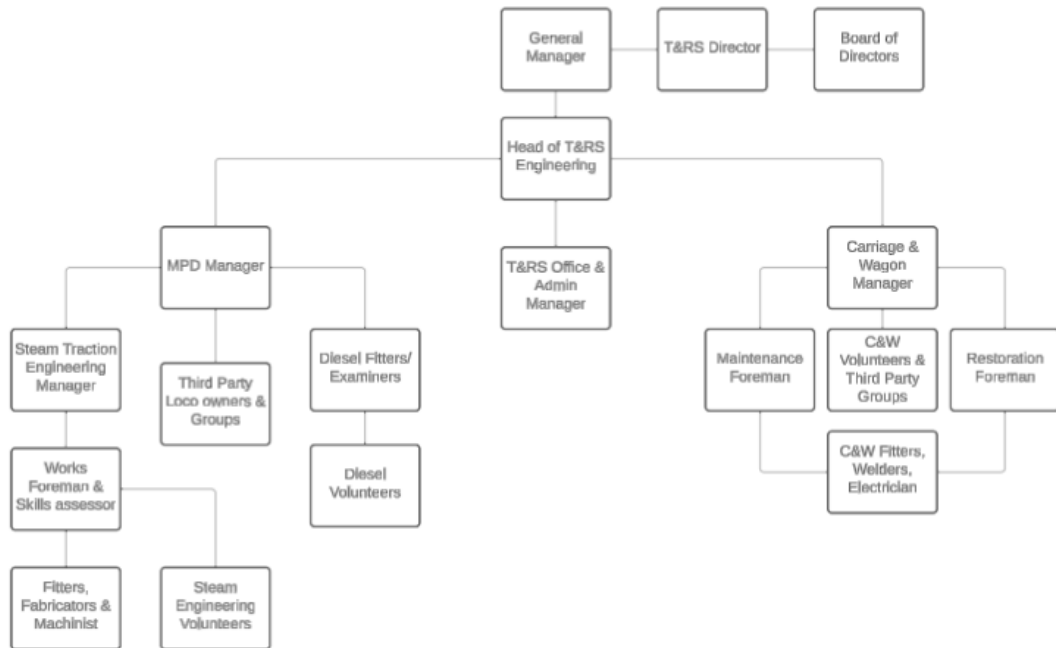 General
Manager
T&RS Director
Board of
Directors
Head of T&RS
Engineering
MPD Manager
T&RS Office &
Admin
Manager
Carriage &
Wagon
Manager
Steam Traction
Engineering
Manager
Third Party
Loco owners &
Groups
Diesel Fitters/
Examiners
Maintenance
Foreman
C&W
Volunteers &
Third Party
Groups
Restoration
Foreman
Works
Foreman &
Skills assessor
Diesel
Volunteers
C&W Fitters,
Welders,
Electrician
Fitters,
Fabricators &
Machinist
Steam
Engineering
Volunteers